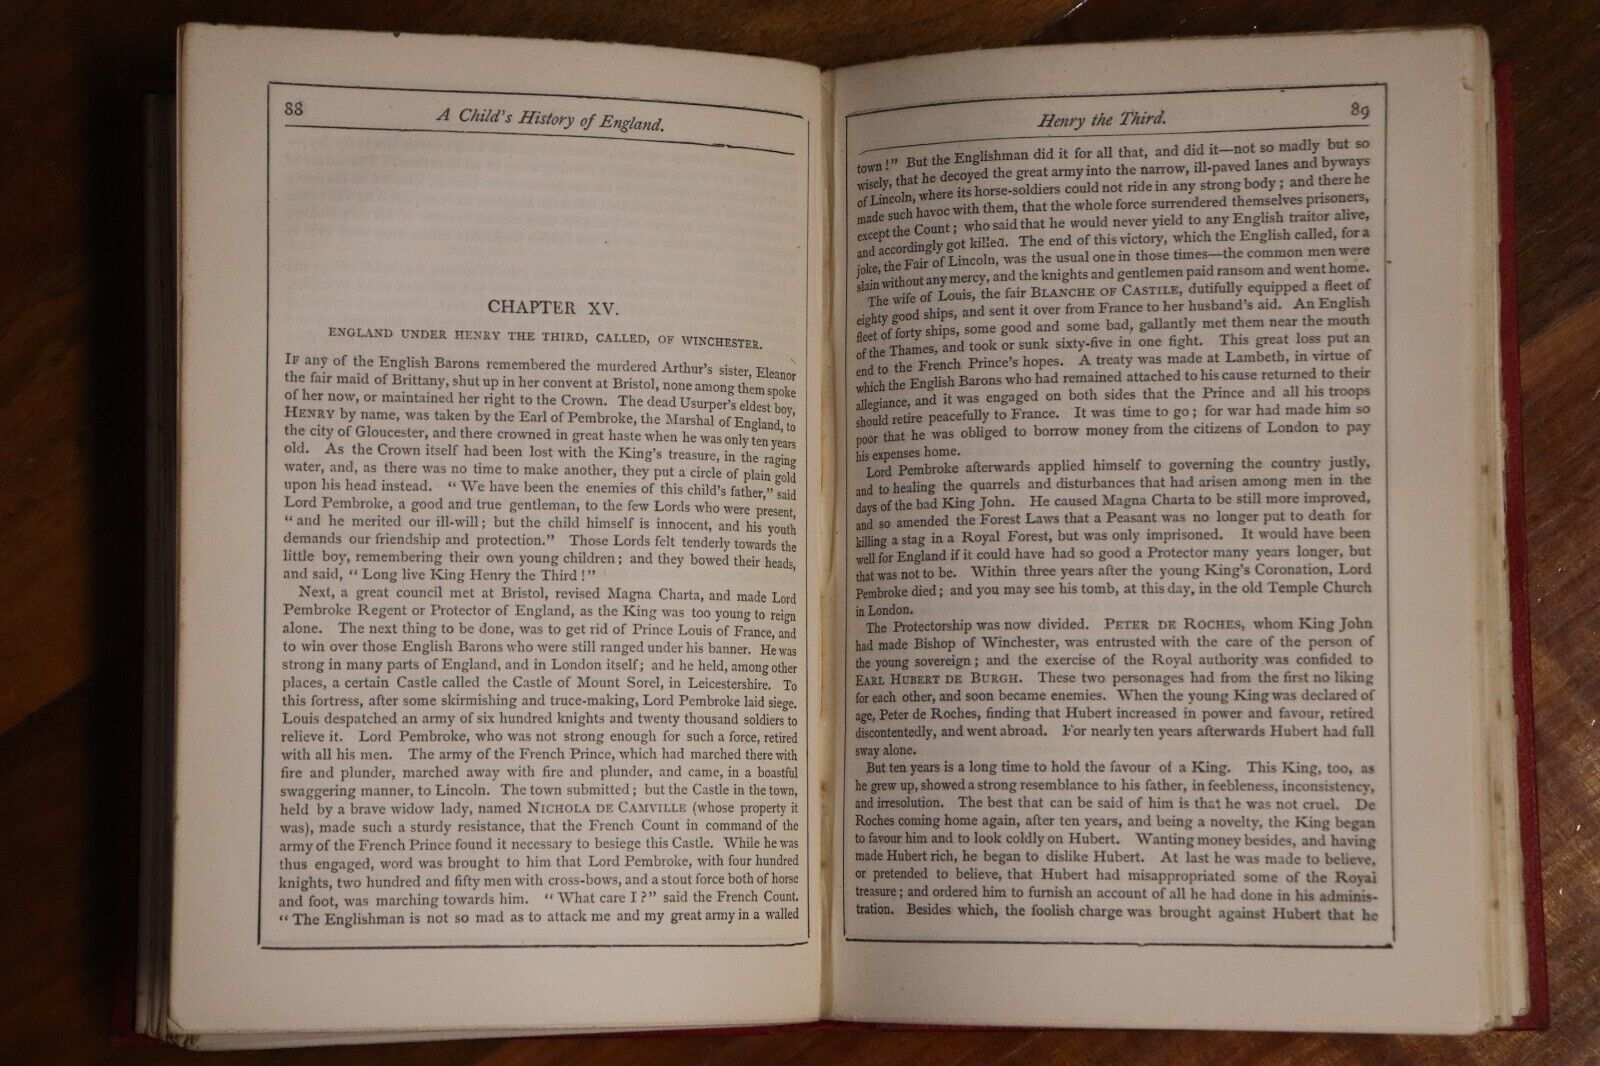 88
A Child's History of England.
CHAPTER XV.
ENGLAND UNDER HENRY THE THIRD, CALLED, OF WINCHESTER.
IF any of the English Barons remembered the murdered Arthur's sister, Eleanor
the fair maid of Brittany, shut up in her convent at Bristol, none among them spoke
of her now, or maintained her right to the Crown. The dead Usurper's eldest boy,
HENRY by name, was taken by the Earl of Pembroke, the Marshal of England, to
the city of Gloucester, and there crowned in great haste when he was only ten years
old. As the Crown itself had been lost with the King's treasure, in the raging
water, and, as there was no time to make another, they put a circle of plain gold
upon his head instead. "We have been the enemies of this child's father," said
Lord Pembroke, a good and true gentleman, to the few Lords who were present,
"and he merited our ill-will; but the child himself is innocent, and his youth
demands our friendship and protection." Those Lords felt tenderly towards the
little boy, remembering their own young children; and they bowed their heads,
and said, "Long live King Henry the Third!"
Next, a great council met at Bristol, revised Magna Charta, and made Lord
Pembroke Regent or Protector of England, as the King was too young to reign
alone. The next thing to be done, was to get rid of Prince Louis of France, and
to win over those English Barons who were still ranged under his banner. He was
strong in many parts of England, and in London itself; and he held, among other
places, a certain Castle called the Castle of Mount Sorel, in Leicestershire. To
this fortress, after some skirmishing and truce-making, Lord Pembroke laid siege.
Louis despatched an army of six hundred knights and twenty thousand soldiers to
relieve it. Lord Pembroke, who was not strong enough for such a force, retired
with all his men. The army of the French Prince, which had marched there with
fire and plunder, marched away with fire and plunder, and came, in a boastful
swaggering manner, to Lincoln. The town submitted; but the Castle in the town,
held by a brave widow lady, named NICHOLA DE CAMVILLE (whose property it
was), made such a sturdy resistance, that the French Count in command of the
army of the French Prince found it necessary to besiege this Castle. While he was
thus engaged, word was brought to him that Lord Pembroke, with four hundred
knights, two hundred and fifty men with cross-bows, and a stout force both of horse
and foot, was marching towards him. "What care I?" said the French Count.
"The Englishman is not so mad as to attack me and my great army in a walled
Henry the Third.
89
town!" But the Englishman did it for all that, and did it—not so madly but so
wisely, that he decoyed the great army into the narrow, ill-paved lanes and byways
of Lincoln, where its horse-soldiers could not ride in any strong body; and there he
made such havoc with them, that the whole force surrendered themselves prisoners,
except the Count; who said that he would never yield to any English traitor alive,
and accordingly got killed. The end of this victory, which the English called, for a
joke, the Fair of Lincoln, was the usual one in those times—the common men were
slain without any mercy, and the knights and gentlemen paid ransom and went home.
The wife of Louis, the fair BLANCHE OF CASTILE, dutifully equipped a fleet of
eighty good ships, and sent it over from France to her husband's aid. An English
fleet of forty ships, some good and some bad, gallantly met them near the mouth
of the Thames, and took or sunk sixty-five in one fight. This great loss put an
end to the French Prince's hopes. A treaty was made at Lambeth, in virtue of
which the English Barons who had remained attached to his cause returned to their
allegiance, and it was engaged on both sides that the Prince and all his troops
should retire peacefully to France. It was time to go; for war had made him so
poor that he was obliged to borrow money from the citizens of London to pay
his expenses home.
Lord Pembroke afterwards applied himself to governing the country justly,
and to healing the quarrels and disturbances that had arisen among men in the
days of the bad King John. He caused Magna Charta to be still more improved,
and so amended the Forest Laws that a Peasant was no longer put to death for
killing a stag in a Royal Forest, but was only imprisoned. It would have been
well for England if it could have had so good a Protector many years longer, but
that was not to be. Within three years after the young King's Coronation, Lord
Pembroke died; and you may see his tomb, at this day, in the old Temple Church
in London.
The Protectorship was now divided. PETER DE ROCHES, whom King John
had made Bishop of Winchester, was entrusted with the care of the person of
the young sovereign; and the exercise of the Royal authority was confided to
EARL HUBERT DE BURGH. These two personages had from the first no liking
for each other, and soon became enemies. When the young King was declared of
age, Peter de Roches, finding that Hubert increased in power and favour, retired
discontentedly, and went abroad. For nearly ten years afterwards Hubert had full
sway alone.
But ten years is a long time to hold the favour of a King. This King, too, as
he grew up, showed a strong resemblance to his father, in feebleness, inconsistency,
and irresolution. The best that can be said of him is that he was not cruel. De
Roches coming home again, after ten years, and being a novelty, the King began
to favour him and to look coldly on Hubert. Wanting money besides, and having
made Hubert rich, he began to dislike Hubert. At last he was made to believe,
or pretended to believe, that Hubert had misappropriated some of the Royal
treasure; and ordered him to furnish an account of all he had done in his adminis-
tration. Besides which, the foolish charge was brought against Hubert that he